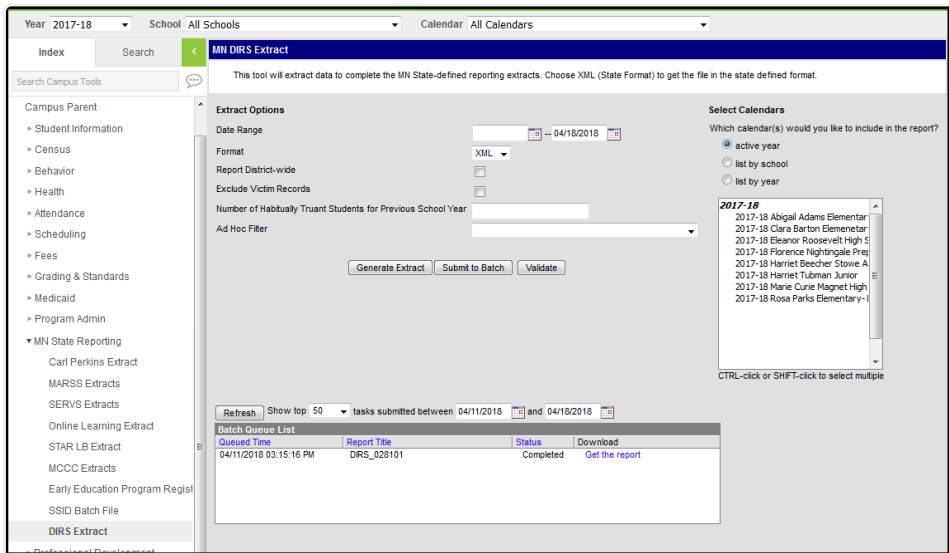 Year 2017-18 School All Schools Calendar All Calendars
Index Search
Search Campus Tools
Campus Parent
Student Information
Census
Behavior
Health
Attendance
Scheduling
Fees
Grading & Standards
Medicaid
Program Admin
MN State Reporting
Carl Perkins Extract
MARSS Extracts
SERVS Extracts
Online Learning Extract
STAR LB Extract
MCCC Extracts
Early Education Program Regist
SSID Batch File
DIRS Extract
Professional Development
MN DIRS Extract
This tool will extract data to complete the MN State-defined reporting extracts. Choose XML (State Format) to get the file in the state defined format.
Extract Options
Date Range – 04/18/2018
Format XML
Report District-wide
Exclude Victim Records
Number of Habitually Truant Students for Previous School Year
Ad Hoc Filter
Generate Extract Submit to Batch Validate
Select Calendars
Which calendar(s) would you like to include in the report?
active year
list by school
list by year
2017-18
2017-18 Abigail Adams Elementar
2017-18 Clara Barton Elemenetar
2017-18 Eleanor Roosevelt High S
2017-18 Florence Nightingale Prep
2017-18 Harriet Beecher Stowe A
2017-18 Harriet Tubman Junior
2017-18 Marie Curie Magnet High
2017-18 Rosa Parks Elementary-
CTRL-click or SHIFT-click to select multiple
Refresh Show top 50 tasks submitted between 04/11/2018 and 04/18/2018
Batch Queue List
Queued Time Report Title Status Download
04/11/2018 03:15:16 PM DIRS_028101 Completed Get the report